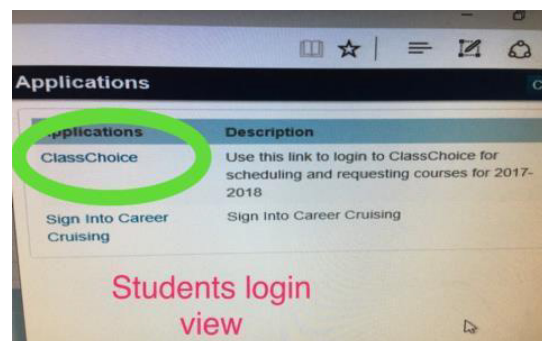 Applications
Applications Description
ClassChoice Use this link to login to ClassChoice for
scheduling and requesting courses for 2017-
2018
Sign Into Career Sign Into Career Cruising
Cruising
Students login
view